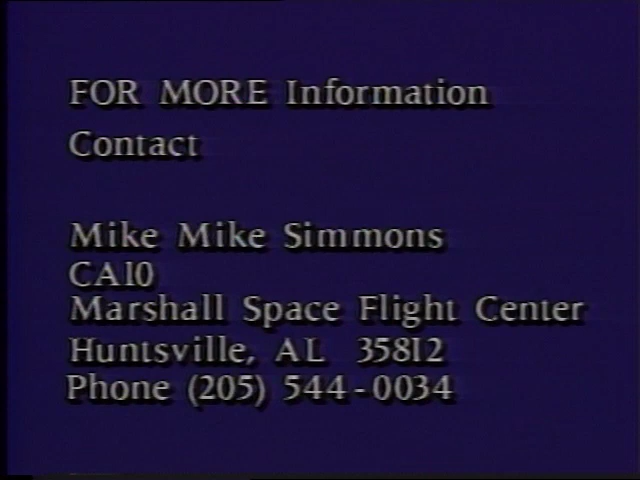 FOR MORE Information
Contact
Mike Mike Simmons
CA10
Marshall Space Flight Center
Huntsville, AL 35812
Phone (205) 544-0034